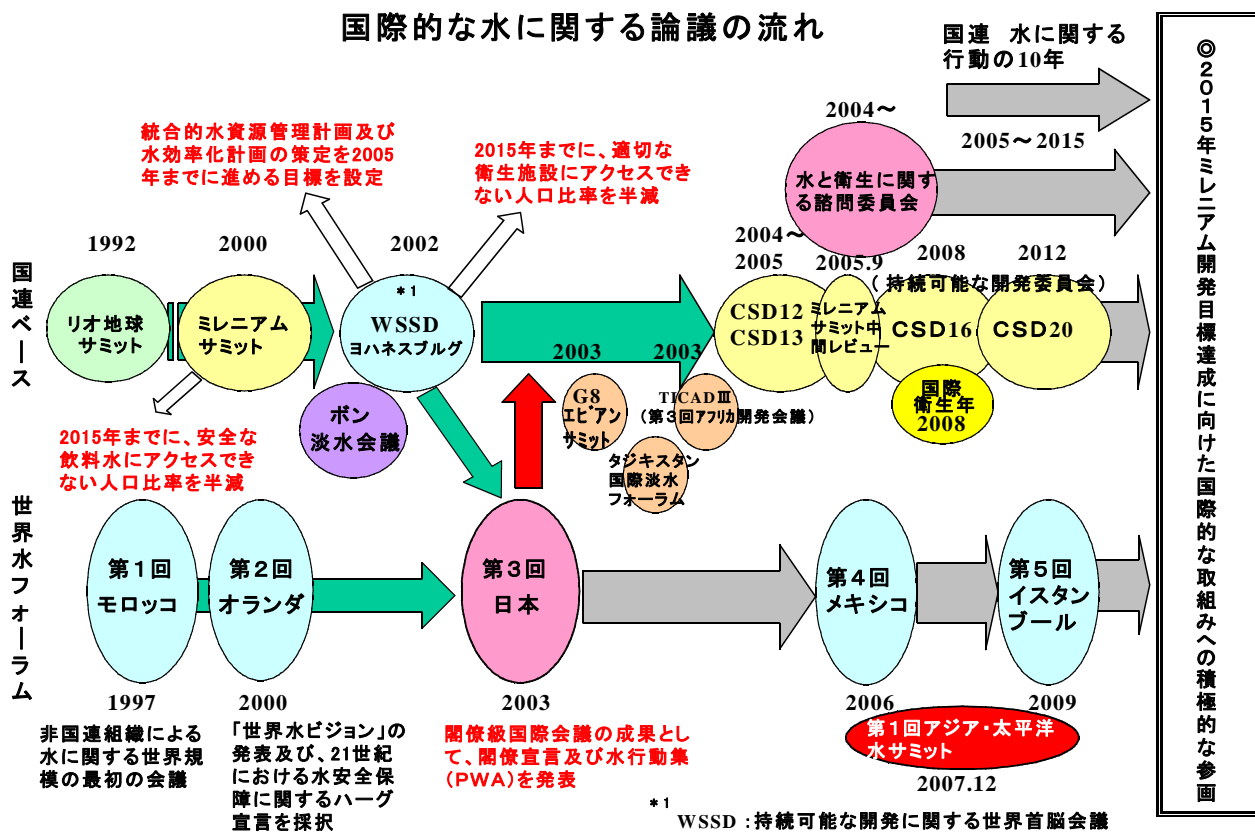 国際的な水に関する論議の流れ
国連　水に関する
行動の10年
2004～
2005～2015
水と衛生に関す
る諮問委員会
統合的水資源管理計画及び
水効率化計画の策定を2005
年までに進める目標を設定
2015年までに、適切な
衛生施設にアクセスでき
ない人口比率を半減
国連ベース
1992
リオ地球
サミット
2000
ミレニアム
サミット
2002
*1
WSSD
ヨハネスブルグ
ボン
淡水会議
2004～
2005
CSD12
CSD13
2005.9
ミレニアム
サミット中
間レビュー
2008
2012
（持続可能な開発委員会）
CSD16
CSD20
国際
衛生年
2008
2003
G8
エビアン
サミット
2003
TICADⅢ
（第3回アフリカ開発会議）
タジキスタン
国際淡水
フォーラム
2015年までに、安全な
飲料水にアクセスでき
ない人口比率を半減
世界水フォーラム
第1回
モロッコ
1997
非国連組織による
水に関する世界規
模の最初の会議
第2回
オランダ
2000
「世界水ビジョン」の
発表及び、21世紀
における水安全保
障に関するハーグ
宣言を採択
第3回
日本
2003
閣僚級国際会議の成果とし
て、閣僚宣言及び水行動集
(PWA)を発表
第4回
メキシコ
2006
第5回
イスタン
ブール
2009
第1回アジア・太平洋
水サミット
2007.12
*1
WSSD：持続可能な開発に関する世界首脳会議
◎2015年ミレニアム開発目標達成に向けた国際的な取組みへの積極的な参画